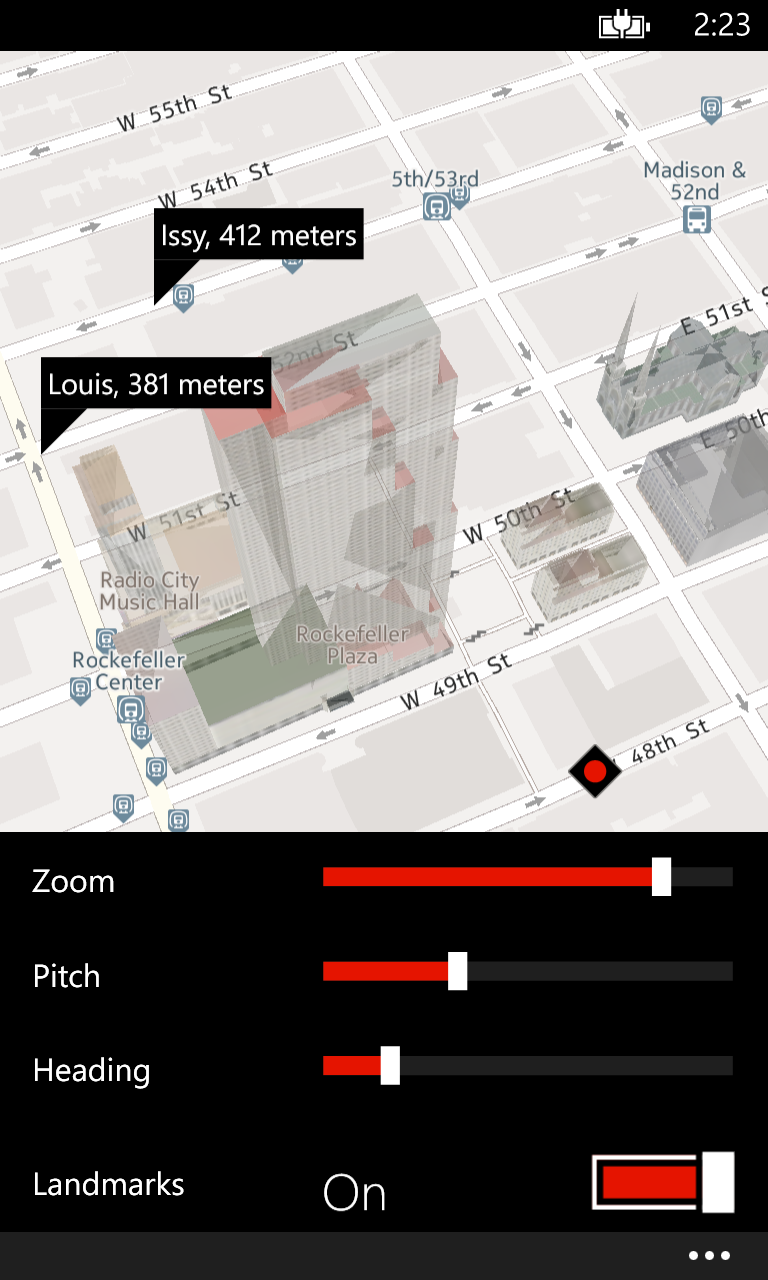 2:23
W 55th St
W 54th St
5th/53rd
Madison &
52nd
Issy, 412 meters
E 51st S
52nd St
Louis, 381 meters
E 50th
W 51st St
W 50th St
Radio City
Music Hall
Rockefeller
Plaza
Rockefeller
Center
W 49th St
48th St
Zoom
Pitch
Heading
Landmarks
On